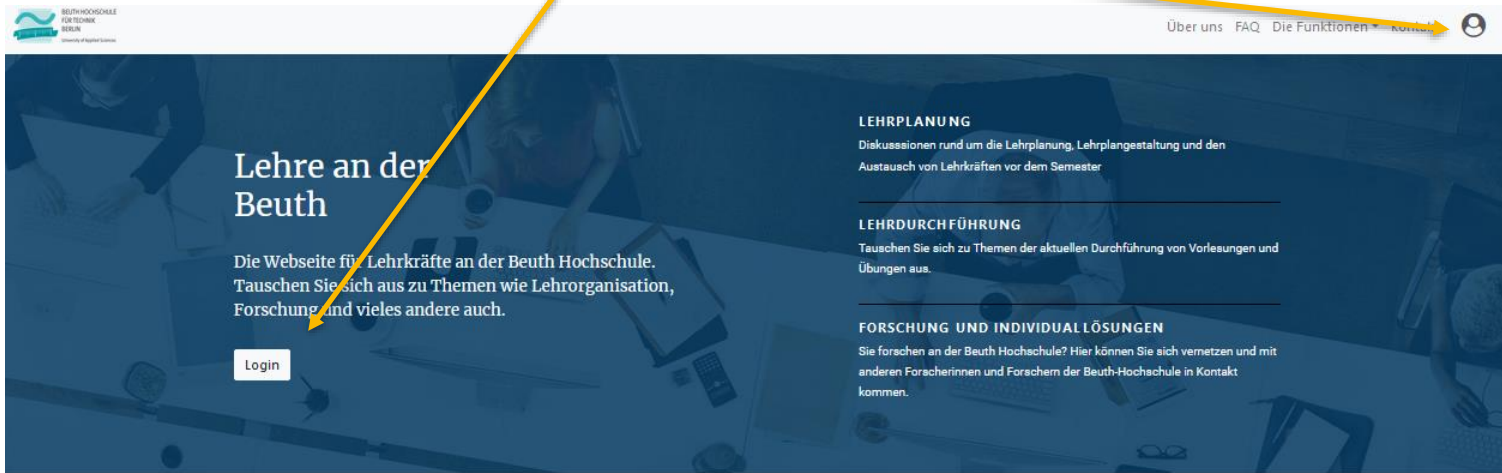 BEUTH HOCHSCHULE
FÜR TECHNIK
BERLIN
University of Applied Sciences
Über uns FAQ Die Funktionen Kontakt
Lehre an der
Beuth
Die Webseite für Lehrkräfte an der Beuth Hochschule.
Tauschen Sie sich aus zu Themen wie Lehrorganisation,
Forschung und vieles andere auch.
Login
LEHRPLANUNG
Diskusssionen rund um die Lehrplanung, Lehrplangestaltung und den
Austausch von Lehrkräften vor dem Semester
LEHRDURCHFÜHRUNG
Tauschen Sie sich zu Themen der aktuellen Durchführung von Vorlesungen und
Übungen aus.
FORSCHUNG UND INDIVIDUALLÖSUNGEN
Sie forschen an der Beuth Hochschule? Hier können Sie sich vernetzen und mit
anderen Forscherinnen und Forschern der Beuth-Hochschule in Kontakt
kommen.